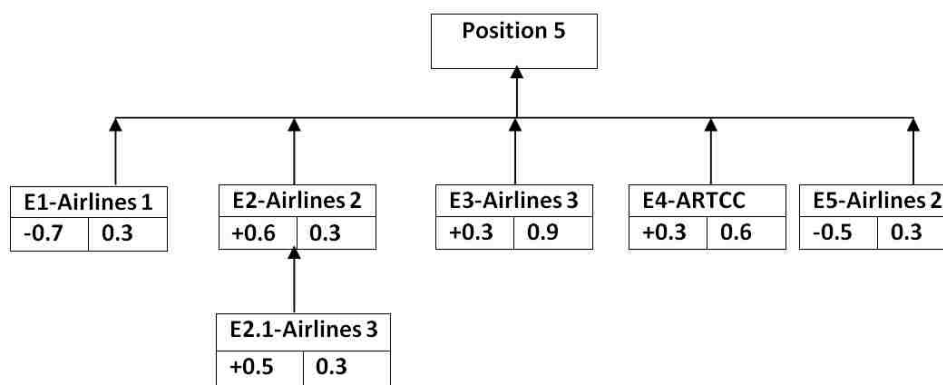 Position 5
E1-Airlines 1
-0.7 0.3
E2-Airlines 2
+0.6 0.3
E3-Airlines 3
+0.3 0.9
E4-ARTCC
+0.3 0.6
E5-Airlines 2
-0.5 0.3
E2.1-Airlines 3
+0.5 0.3